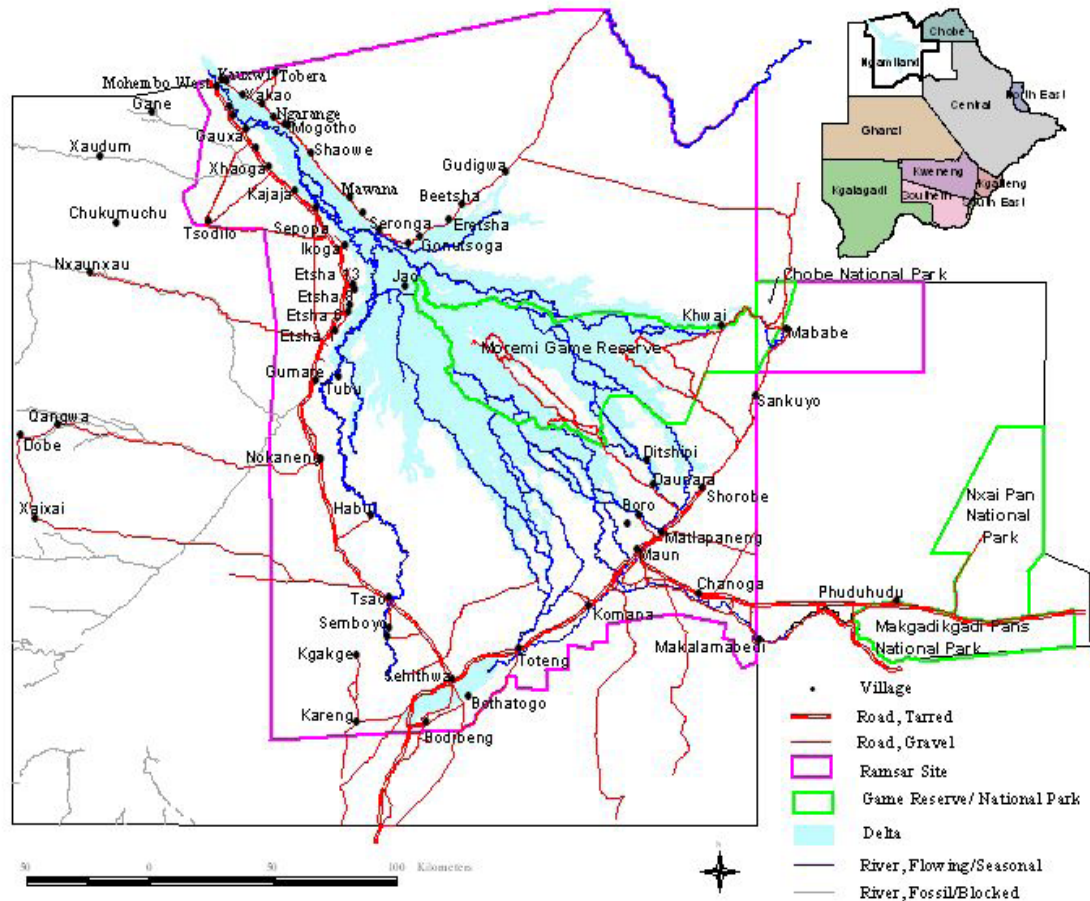 Mohembo West
Kauxwi
Tobera
Gane
Xakao
Ngarange
Mogotho
Gauxa
Shaowe
Xaudum
Xhaoga
Gudigwa
Kajaja
Mawana
Beetsha
Chukumuchu
Tsodilo
Seronga
Eretsha
Sepopa
Gonutsoga
Ikoga
Nxaunxau
Etsha 13
Jao
Chobe National Park
Etsha
Etsha 6
Khwai
Mababe
Etsha
Moremi Game Reserve
Gumare
Tubu
Sankuyo
Qangwa
Dobe
Nokaneng
Ditshipi
Daunara
Shorobe
Xaixai
Habu
Boro
Nxai Pan
National
Park
Matlapaneng
Maun
Chanoga
Phuduhudu
Tsao
Komana
Semboyo
Makgadikgadi Pans
National Park
Kgakge
Makalamabedi
Toteng
Sehithwa
Bothatogo
Kareng
Bodibeng
Chobe
Ngamiland
North East
Central
Ghanzi
Kweneng
Kgatleng
Kgalagadi
Southern
South East
Village
Road, Tarred
Road, Gravel
Ramsar Site
Game Reserve/ National Park
Delta
River, Flowing/Seasonal
River, Fossil/Blocked
50 0 50 100 Kilometers
N